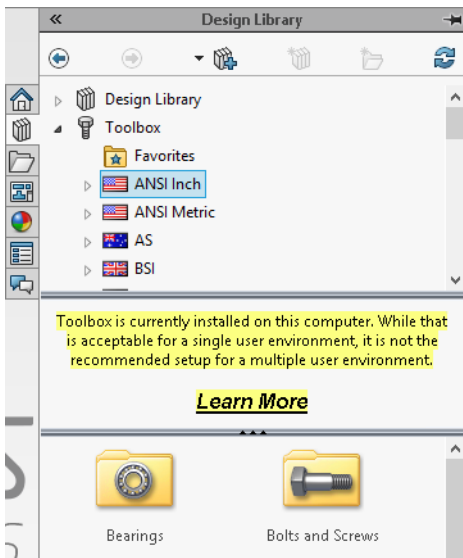 Design Library
Design Library
Toolbox
Favorites
ANSI Inch
ANSI Metric
AS
BSI
Toolbox is currently installed on this computer. While that
is acceptable for a single user environment, it is not the
recommended setup for a multiple user environment.
Learn More
Bearings
Bolts and Screws